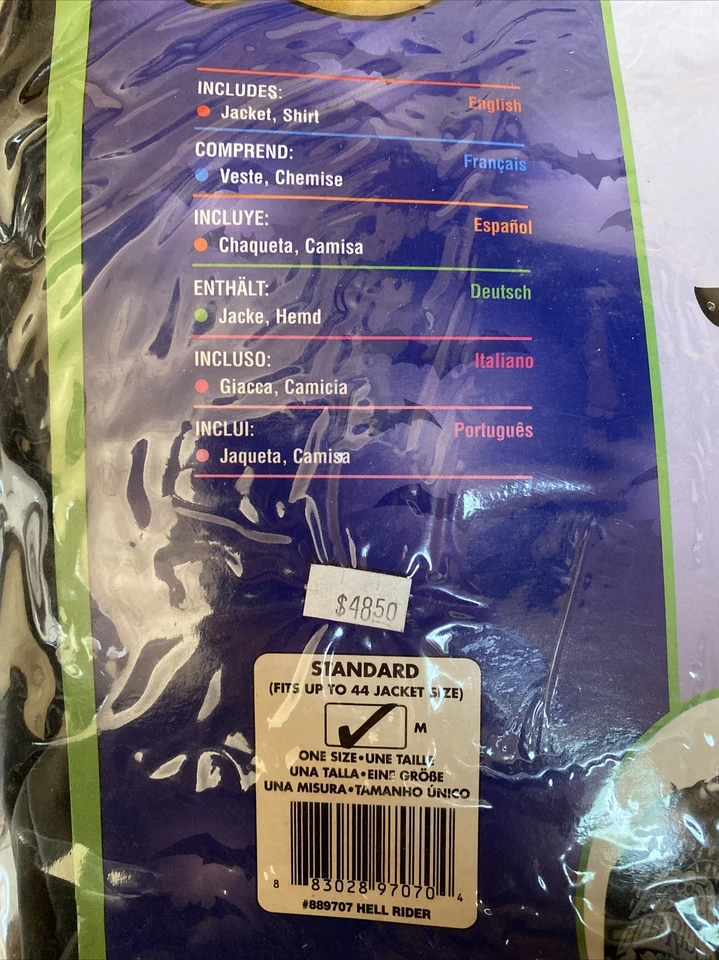 INCLUDES:
English
• Jacket, Shirt
COMPREND:
Français
• Veste, Chemise
INCLUYE:
Español
• Chaqueta, Camisa
ENTHÄLT:
Deutsch
• Jacke, Hemd
INCLUSO:
Italiano
• Giacca, Camicia
INCLUI:
Português
• Jaqueta, Camisa
$48.50
STANDARD
(FITS UP TO 44 JACKET SIZE)
M
ONE SIZE•UNE TAILLE
UNA TALLA•EINE GRÖßE
UNA MISURA•TAMANHO ÚNICO
8 83028 97070 4
#889707 HELL RIDER